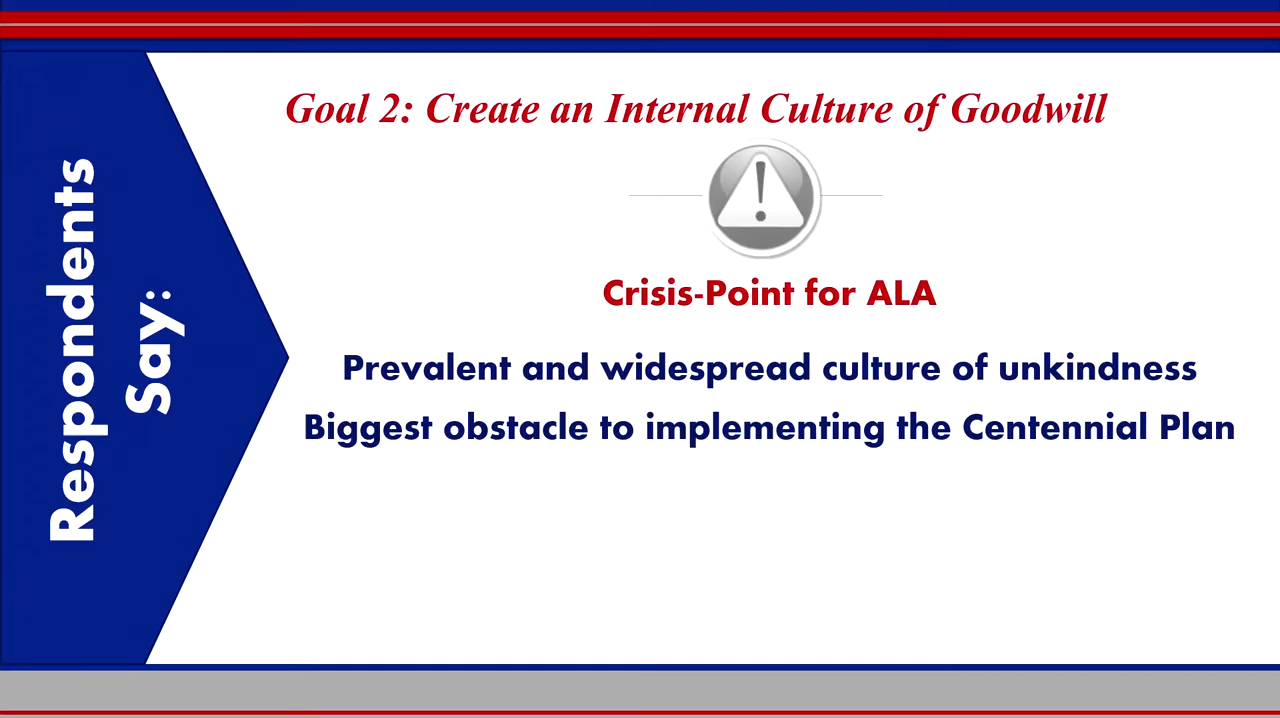 Goal 2: Create an Internal Culture of Goodwill
Respondents
Say:
Crisis-Point for ALA
Prevalent and widespread culture of unkindness
Biggest obstacle to implementing the Centennial Plan